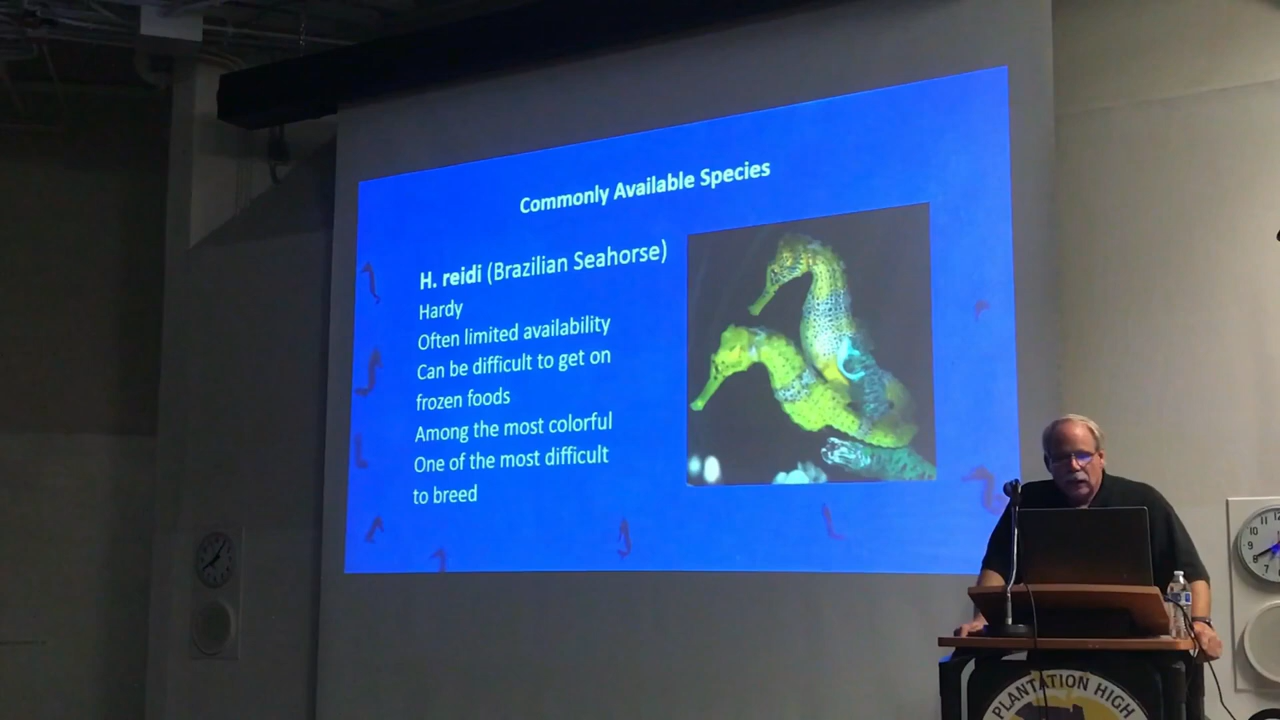 Commonly Available Species
H. reidi (Brazilian Seahorse)
Hardy
Often limited availability
Can be difficult to get on
frozen foods
Among the most colorful
One of the most difficult
to breed
PLANTATION HIGH